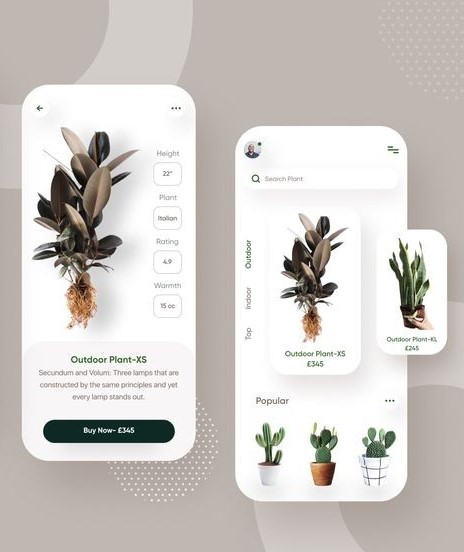 Height
22"
Plant
Italian
Rating
4.9
Warmth
15 cc
Outdoor Plant-XS
Secundum and Volum: Three lamps that are
constructed by the same principles and yet
every lamp stands out.
Buy Now- £345
Search Plant
Outdoor
Indoor
Top
Outdoor Plant-XS
£345
Outdoor Plant-KL
£245
Popular